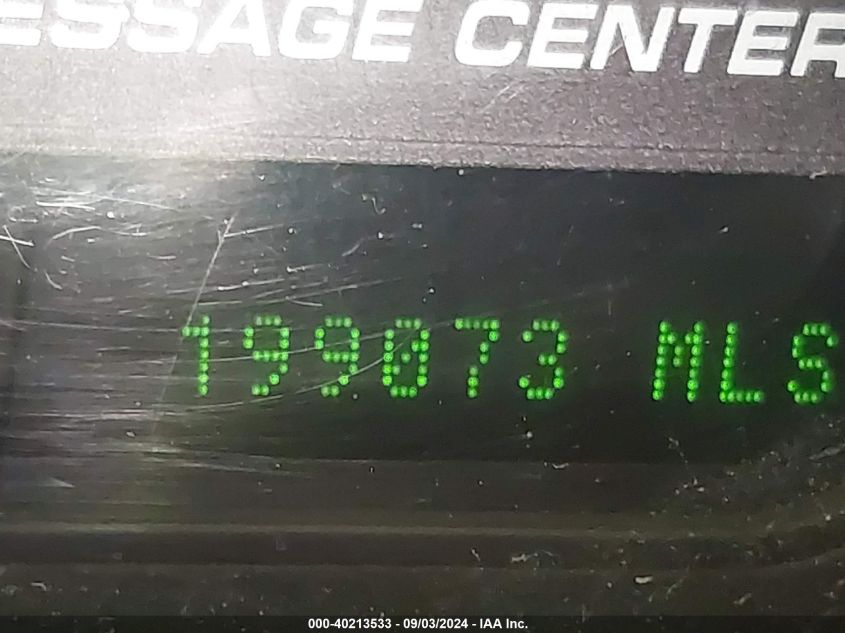 ESSAGE CENTER
199073 MLS
000-40213533 - 09/03/2024 - IAA Inc.